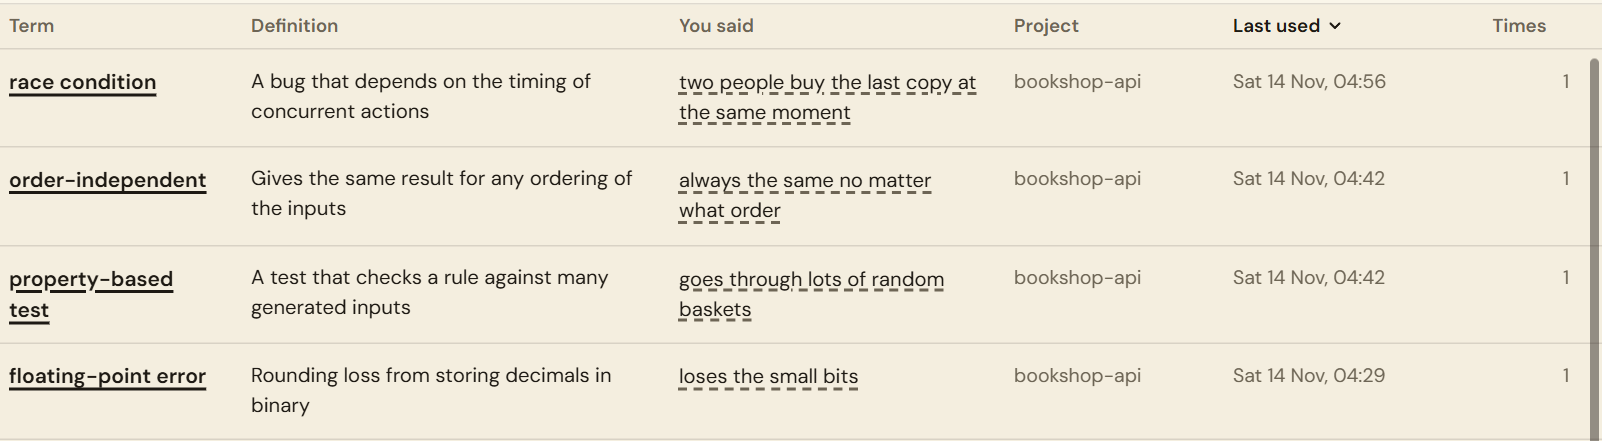 Term Definition You said Project Last used Times
race condition A bug that depends on the timing of two people buy the last copy at bookshop-api Sat 14 Nov, 04:56 1
concurrent actions the same moment
order-independent Gives the same result for any ordering of always the same no matter bookshop-api Sat 14 Nov, 04:42 1
the inputs what order
property-based A test that checks a rule against many goes through lots of random bookshop-api Sat 14 Nov, 04:42 1
test generated inputs baskets
floating-point error Rounding loss from storing decimals in loses the small bits bookshop-api Sat 14 Nov, 04:29 1
binary